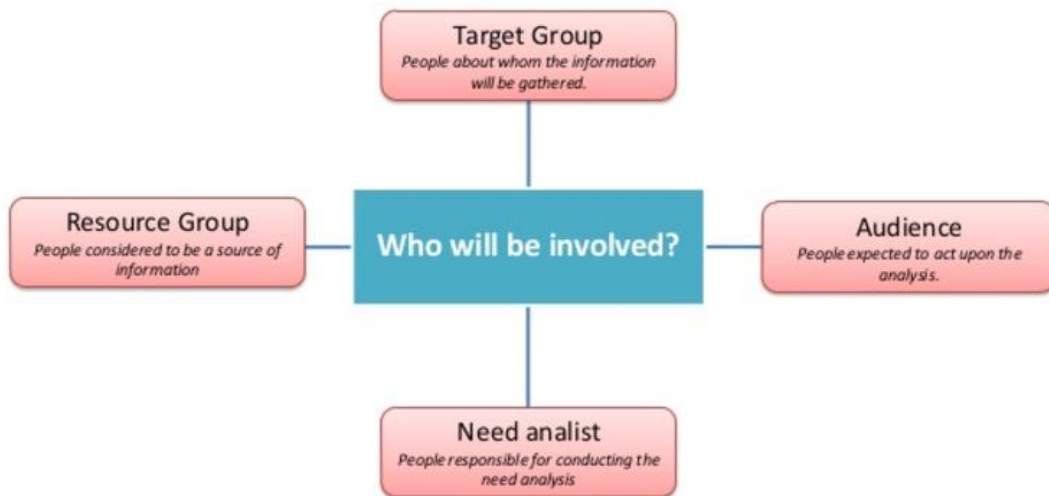 Target Group
People about whom the information
will be gathered.
Resource Group
People considered to be a source of
information
Who will be involved?
Audience
People expected to act upon the
analysis.
Need analist
People responsible for conducting the
need analysis